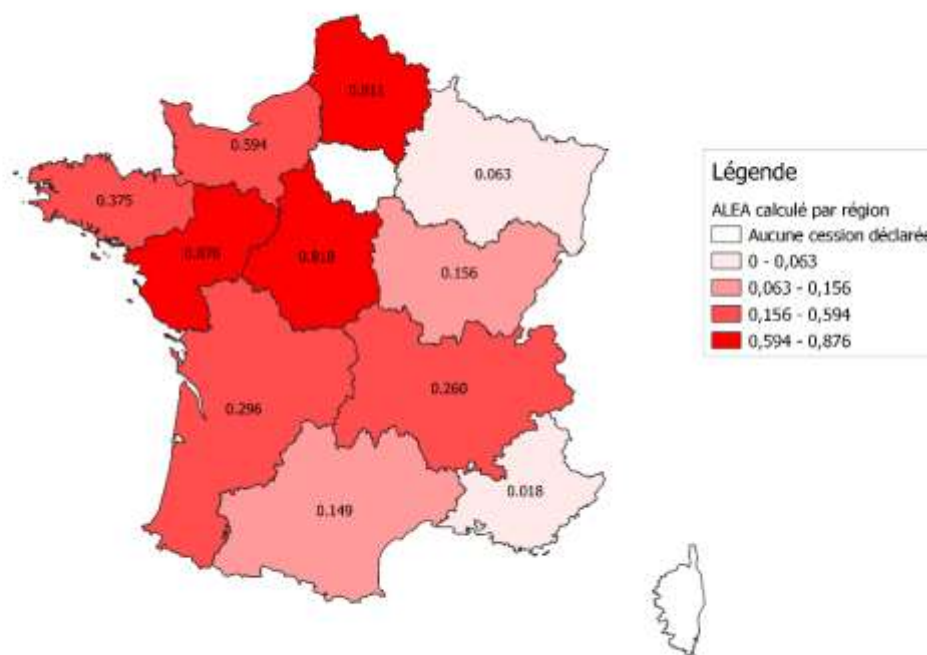 0.811
0.594
0.063
0.375
0.876
0.818
0.156
0.296
0.260
0.149
0.018
Légende
ALEA calculé par région
Aucune cession déclarée
0 - 0,063
0,063 - 0,156
0,156 - 0,594
0,594 - 0,876